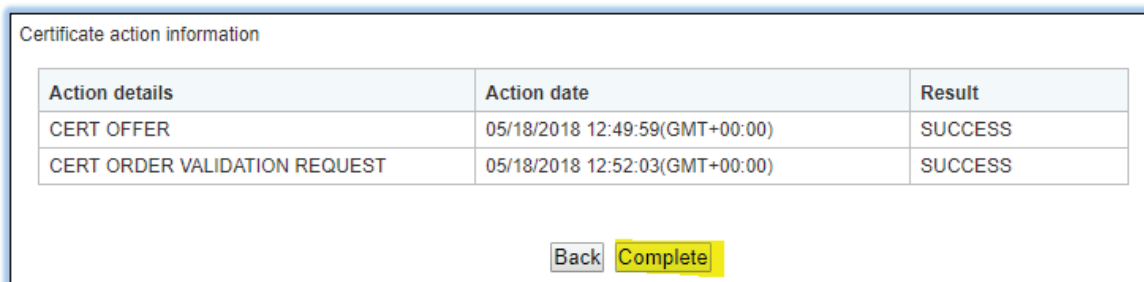 Certificate action information
Action details Action date Result
CERT OFFER 05/18/2018 12:49:59(GMT+00:00) SUCCESS
CERT ORDER VALIDATION REQUEST 05/18/2018 12:52:03(GMT+00:00) SUCCESS
Back Complete